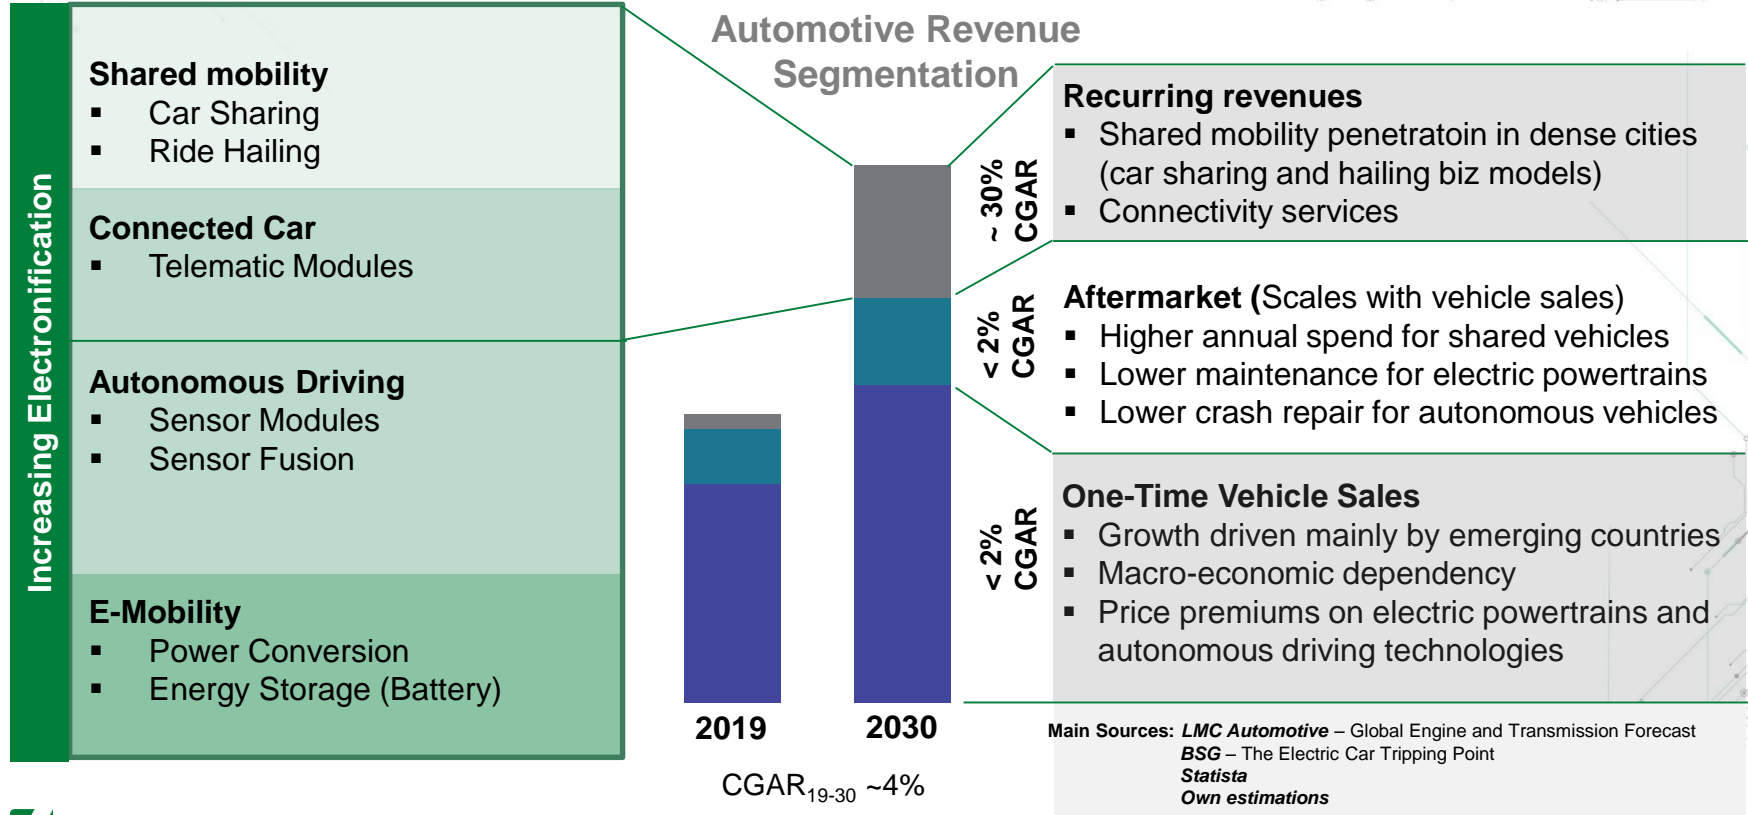 Automotive Revenue
Segmentation
Increasing Electronification
Shared mobility
▪ Car Sharing
▪ Ride Hailing
Connected Car
▪ Telematic Modules
Autonomous Driving
▪ Sensor Modules
▪ Sensor Fusion
E-Mobility
▪ Power Conversion
▪ Energy Storage (Battery)
2019
2030
CGAR19-30 ~4%
~ 30%
CGAR
< 2%
CGAR
< 2%
CGAR
Recurring revenues
▪ Shared mobility penetratoin in dense cities
(car sharing and hailing biz models)
▪ Connectivity services
Aftermarket (Scales with vehicle sales)
▪ Higher annual spend for shared vehicles
▪ Lower maintenance for electric powertrains
▪ Lower crash repair for autonomous vehicles
One-Time Vehicle Sales
▪ Growth driven mainly by emerging countries
▪ Macro-economic dependency
▪ Price premiums on electric powertrains and
autonomous driving technologies
Main Sources: LMC Automotive – Global Engine and Transmission Forecast
BSG – The Electric Car Tripping Point
Statista
Own estimations